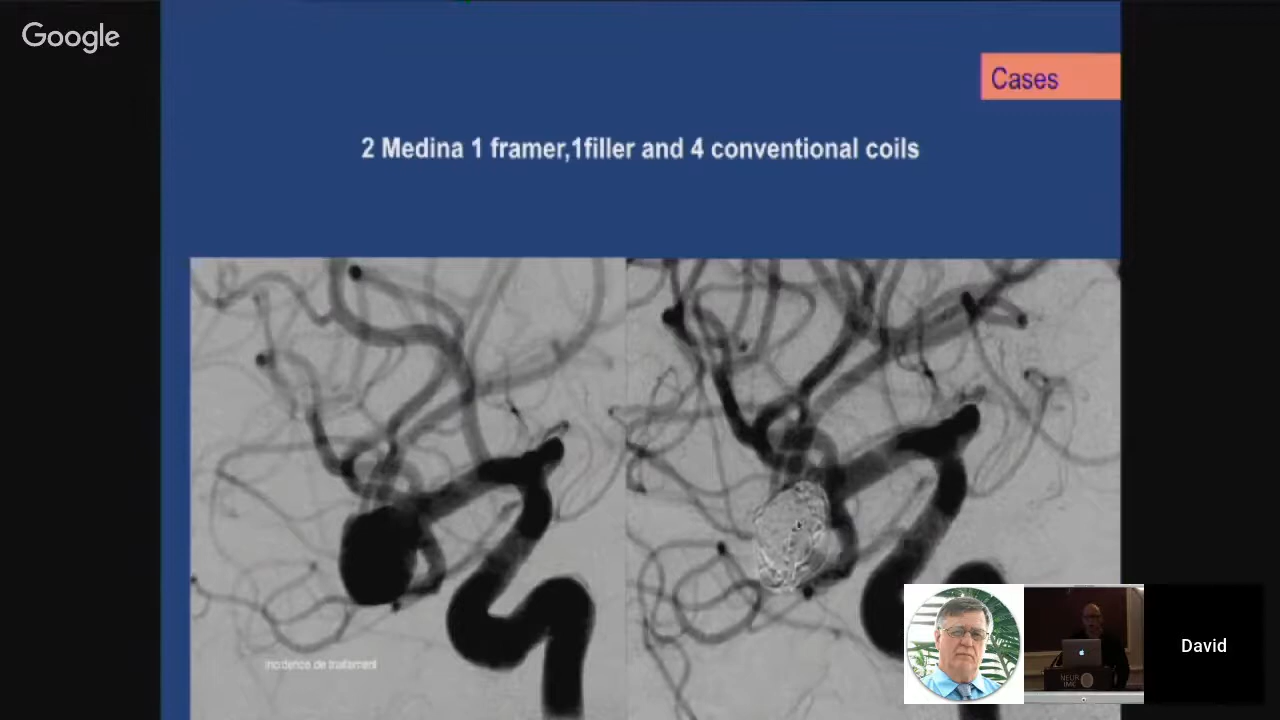 Google
Cases
2 Medina 1 framer,1filler and 4 conventional coils
incidence de traitement
David